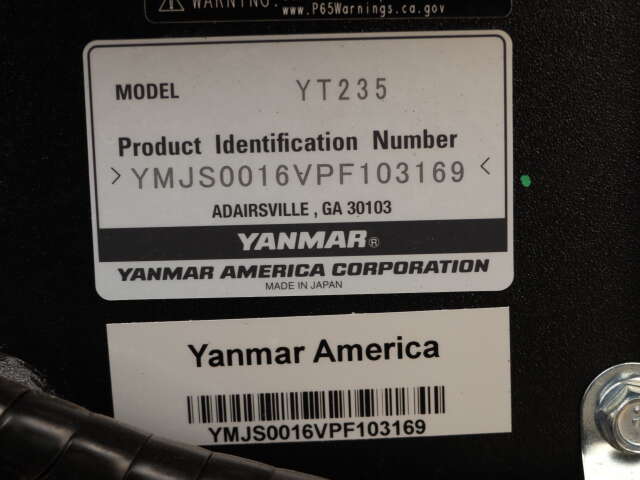 WARNING:
www.P65Warnings.ca.gov
MODEL YT235
Product Identification Number
>YMJS0016VPF103169<
ADAIRSVILLE, GA 30103
YANMAR®
YANMAR AMERICA CORPORATION
MADE IN JAPAN
Yanmar America
YMJS0016VPF103169